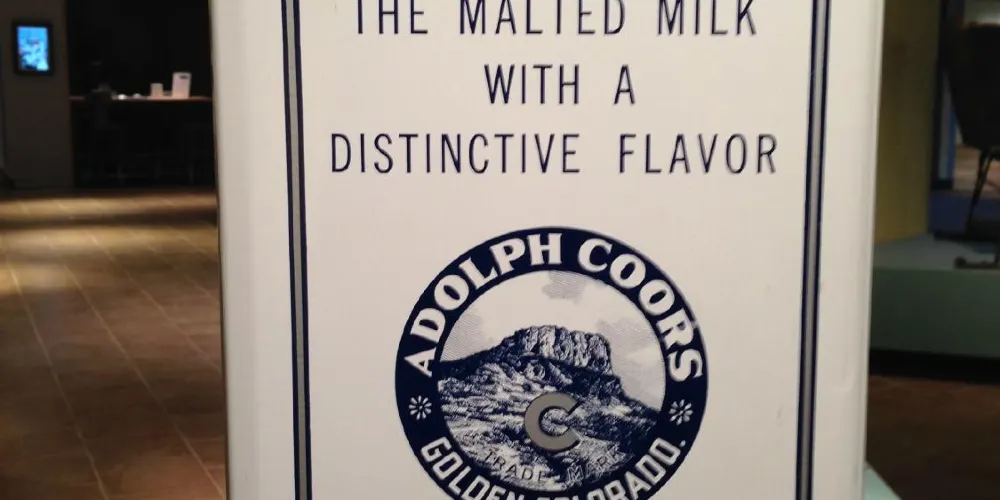 THE MALTED MILK
WITH A
DISTINCTIVE FLAVOR
ADOLPH COORS
C
TRADE MARK
GOLDEN COLORADO.